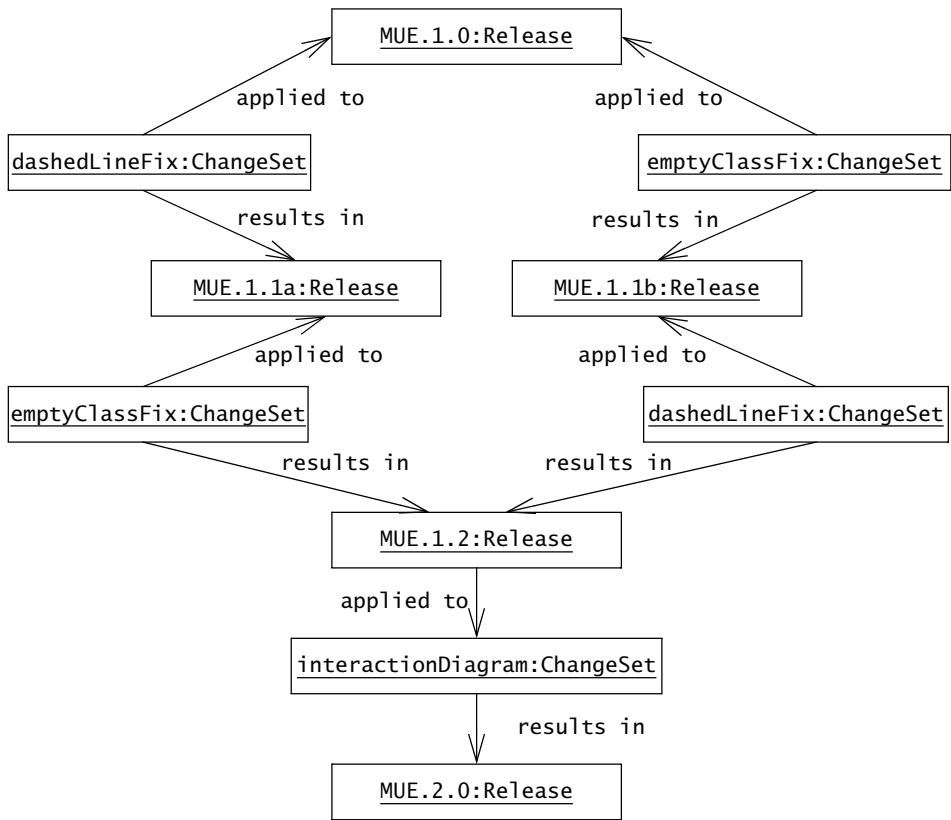 MUE.1.0:Release
applied to
applied to
dashedLineFix:ChangeSet
emptyClassFix:ChangeSet
results in
results in
MUE.1.1a:Release
MUE.1.1b:Release
applied to
applied to
emptyClassFix:ChangeSet
dashedLineFix:ChangeSet
results in
results in
MUE.1.2:Release
applied to
interactionDiagram:ChangeSet
results in
MUE.2.0:Release